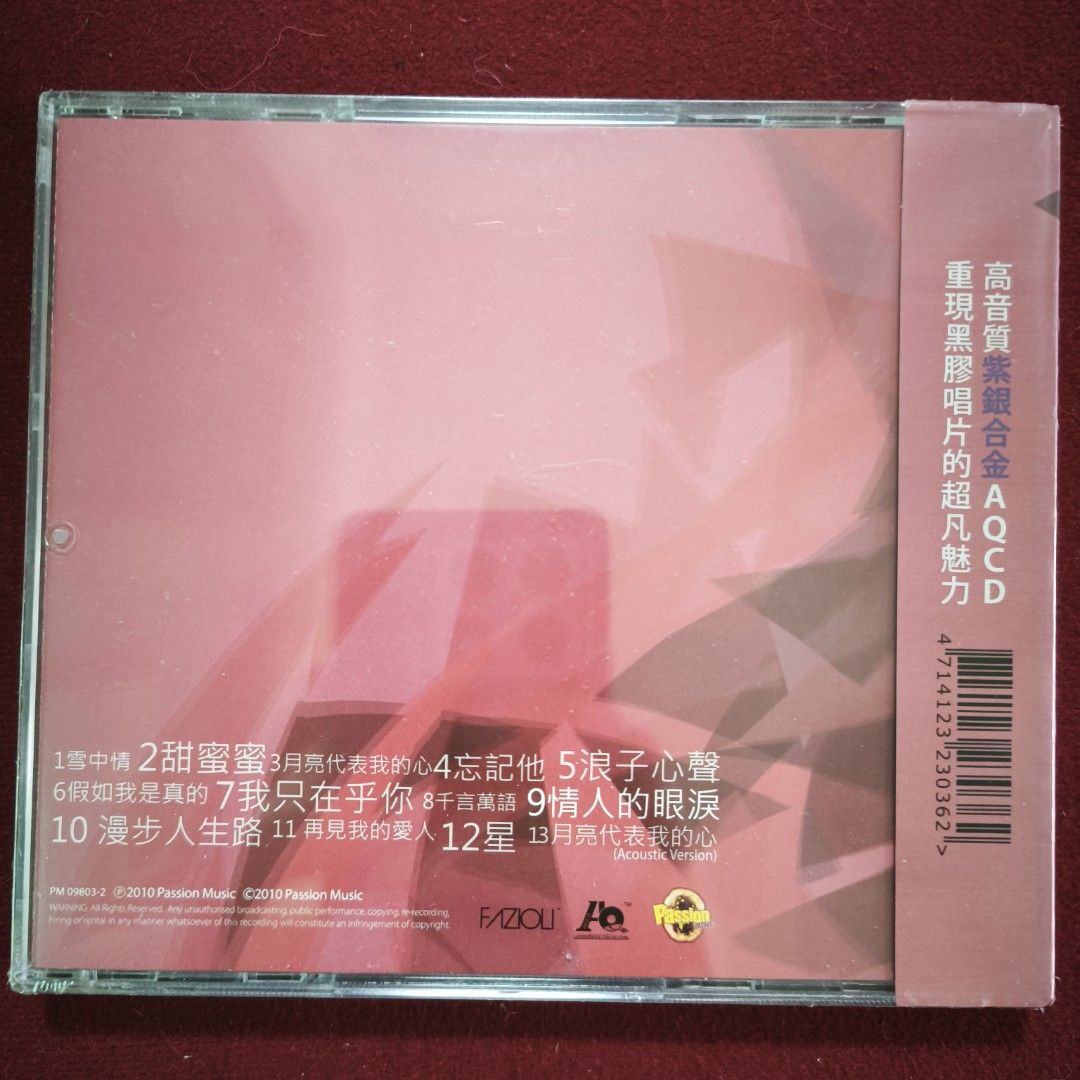 1雪中情 2甜蜜蜜 3月亮代表我的心 4忘記他 5浪子心聲
6假如我是真的 7我只在乎你 8千言萬語 9情人的眼淚
10 漫步人生路 11 再見我的愛人 12星 13月亮代表我的心
(Acoustic Version)
PM 09803-2 ℗2010 Passion Music ©2010 Passion Music
WARNING: All Rights Reserved. Any unauthorised broadcasting, public performance, copying, re-recording,
hiring or rental in any manner whatsoever of this recording will constitute an infringement of copyright.
FAZIOLI™ AQ™
Passion
高音質紫銀合金AQCD
重現黑膠唱片的超凡魅力
4 714123 230362 >